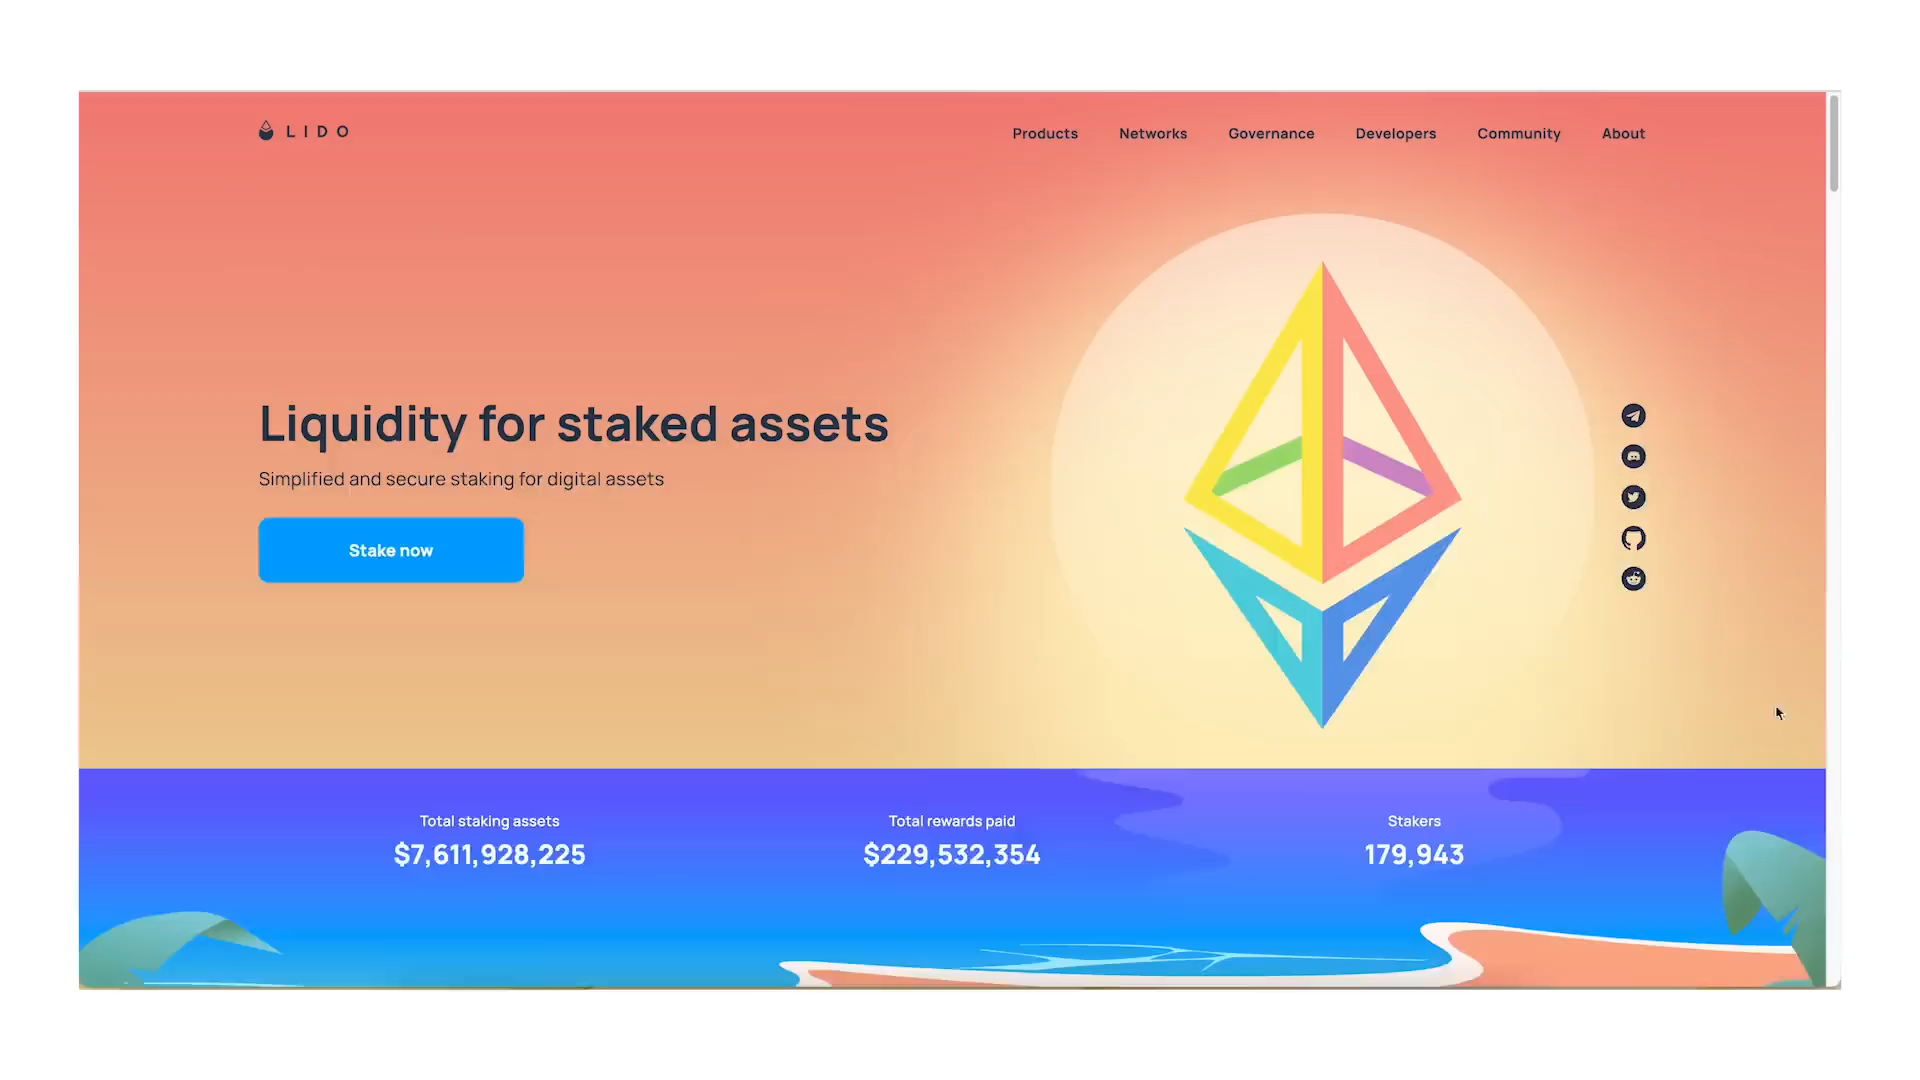 LIDO
Products Networks Governance Developers Community About
Liquidity for staked assets
Simplified and secure staking for digital assets
Stake now
Total staking assets
$7,611,928,225
Total rewards paid
$229,532,354
Stakers
179,943